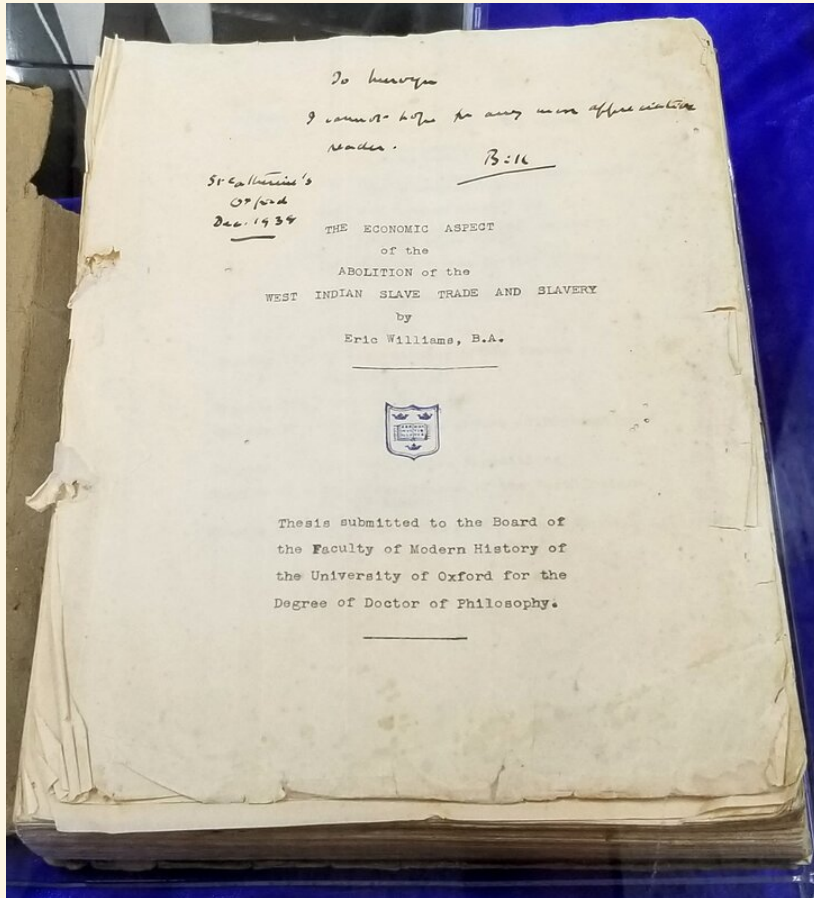 To Mervyn
I cannot hope for any more appreciative
reader.
Bill
St Catherine's
Oxford
Dec. 1938
THE ECONOMIC ASPECT
of the
ABOLITION of the
WEST INDIAN SLAVE TRADE AND SLAVERY
by
Eric Williams, B.A.
Thesis submitted to the Board of
the Faculty of Modern History of
the University of Oxford for the
Degree of Doctor of Philosophy.